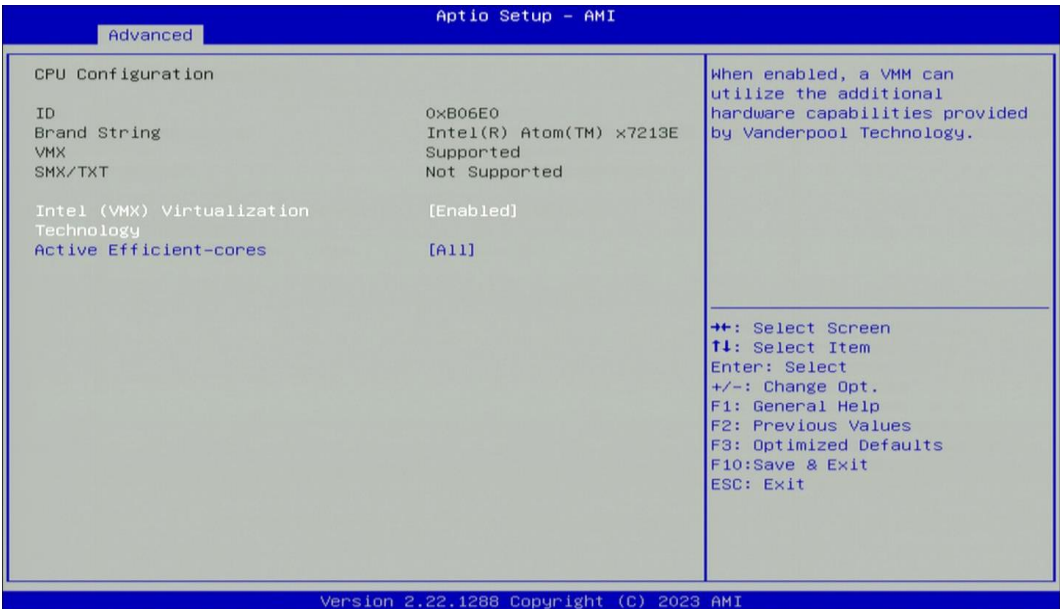 Aptio Setup - AMI
Advanced
CPU Configuration
ID 0xB06E0
Brand String Intel(R) Atom(TM) x7213E
VMX Supported
SMX/TXT Not Supported
Intel (VMX) Virtualization [Enabled]
Technology
Active Efficient-cores [All]
When enabled, a VMM can
utilize the additional
hardware capabilities provided
by Vanderpool Technology.
→←: Select Screen
↑↓: Select Item
Enter: Select
+/-: Change Opt.
F1: General Help
F2: Previous Values
F3: Optimized Defaults
F10:Save & Exit
ESC: Exit
Version 2.22.1288 Copyright (C) 2023 AMI